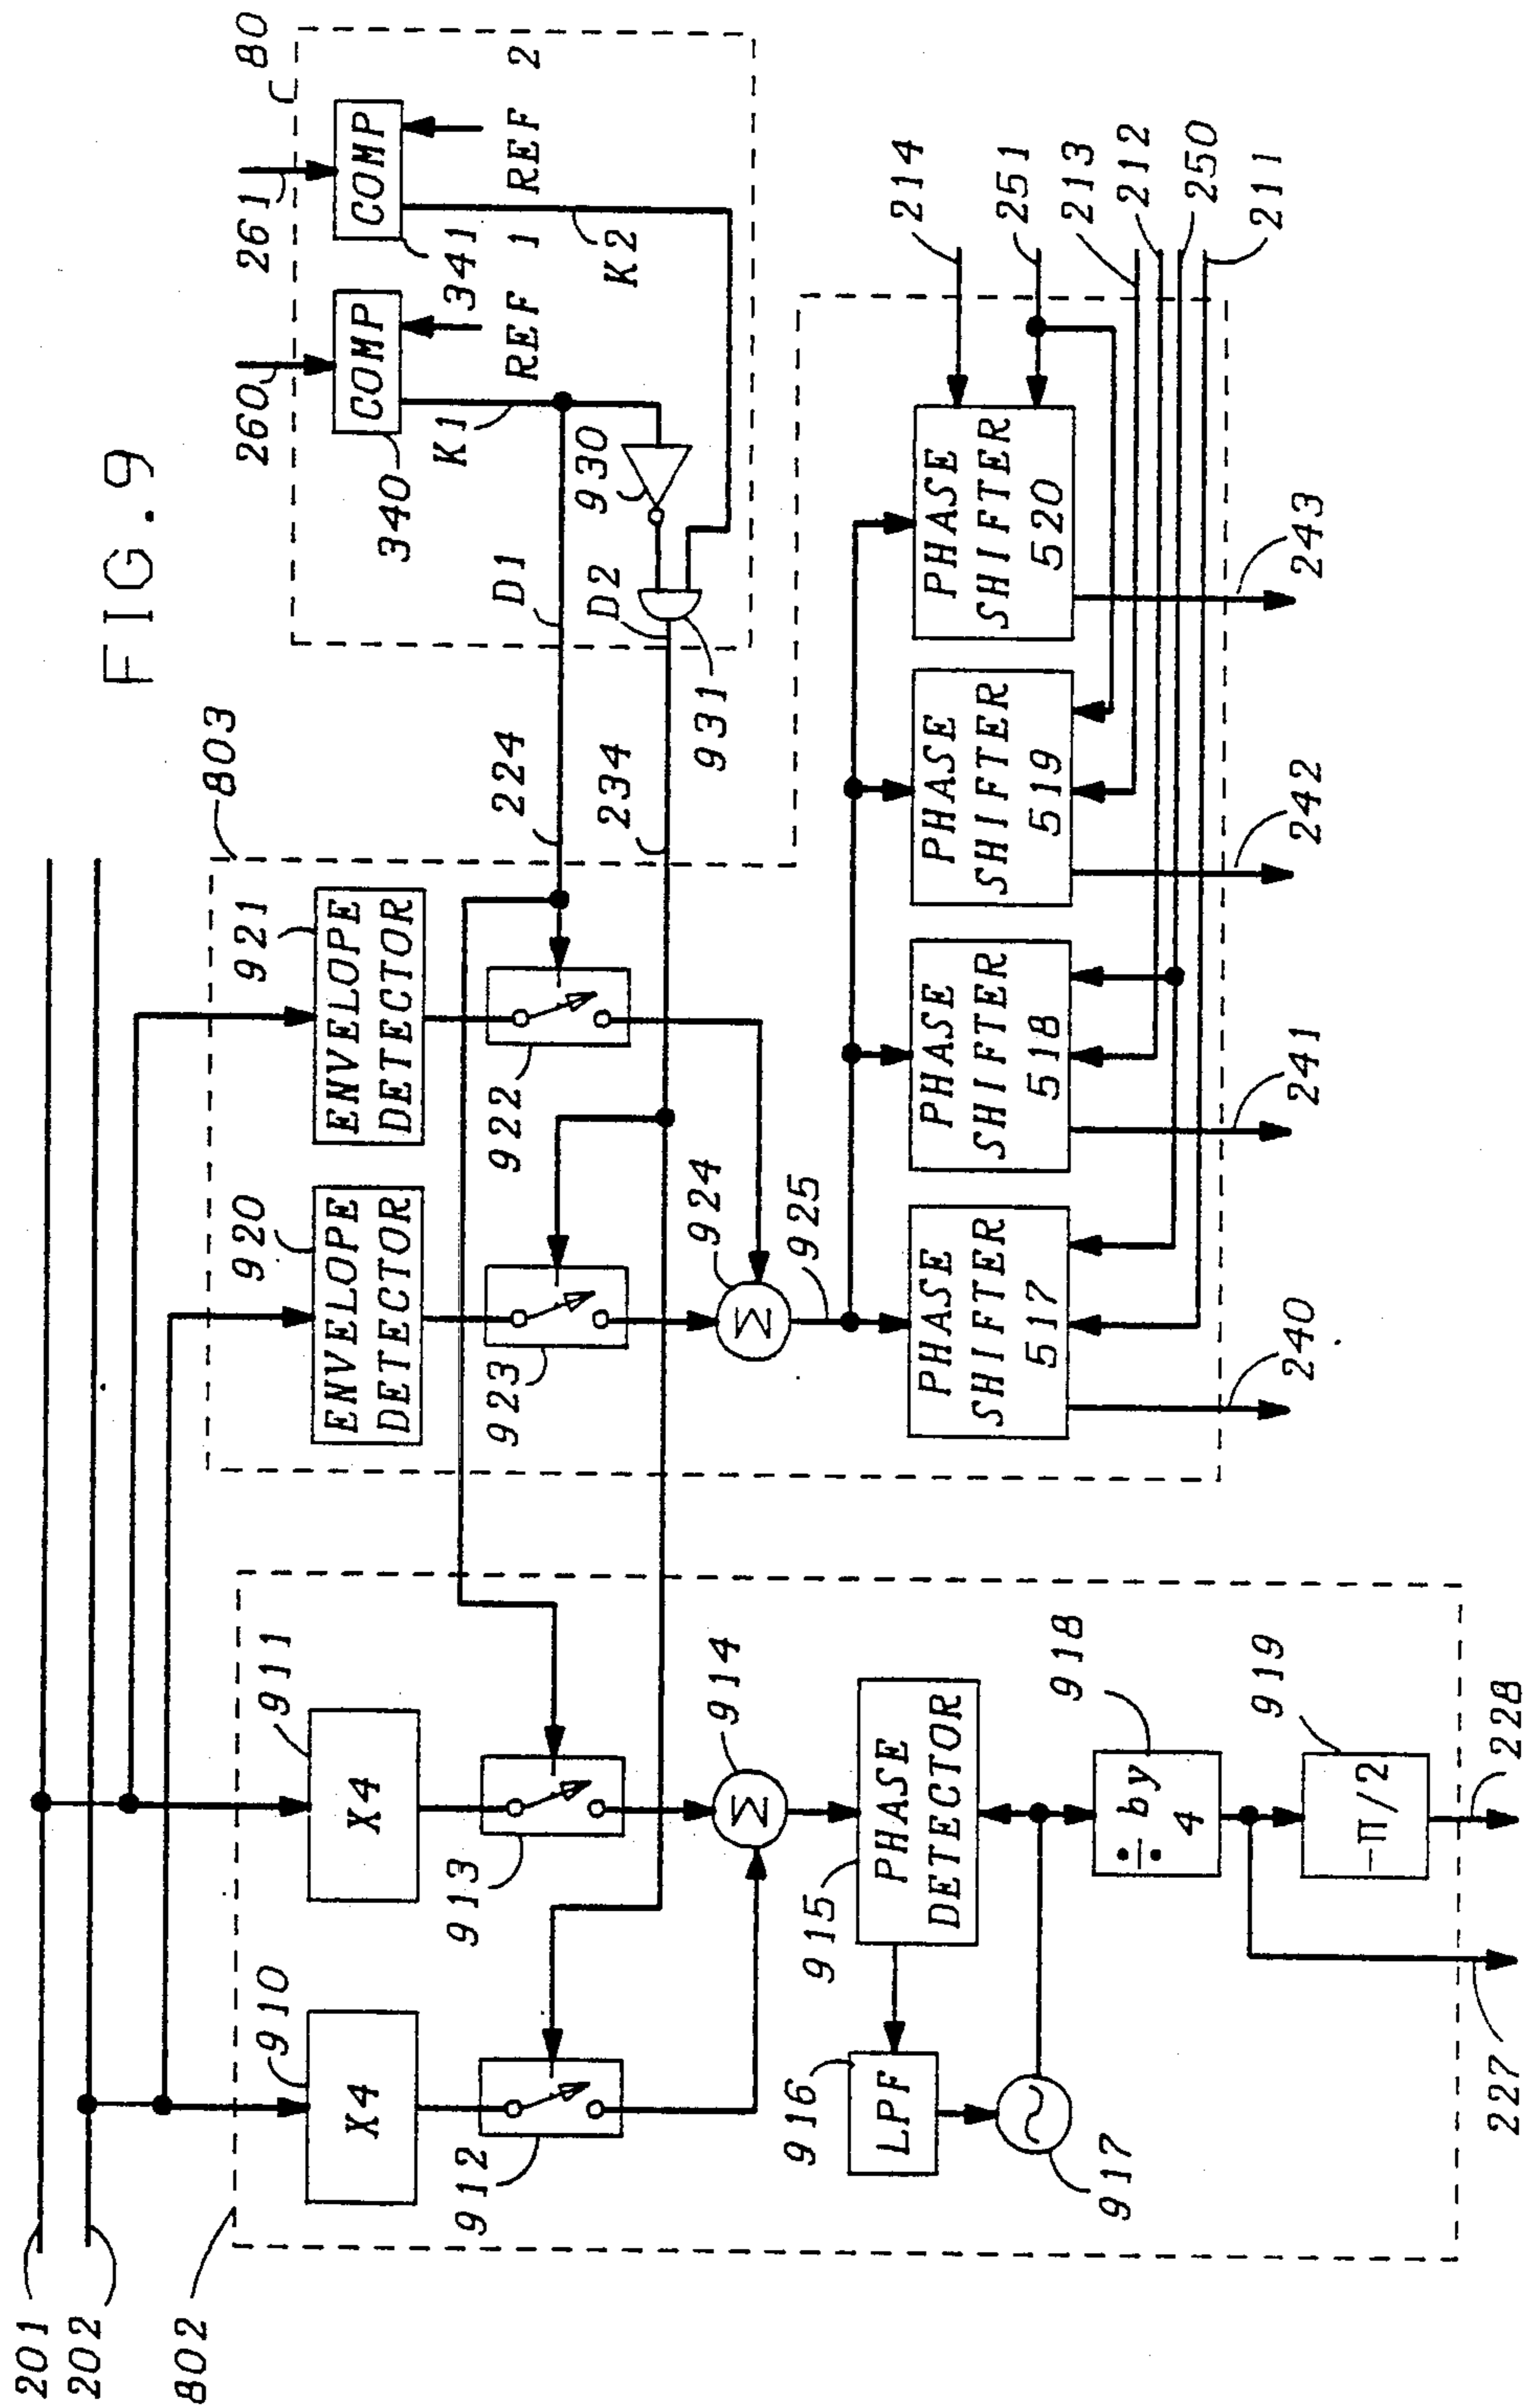 FIG.9
201
202
802
803
80
910
X4
911
X4
912
913
914
915
PHASE
DETECTOR
916
LPF
917
918
÷ by
4
919
-π/2
227
228
920
ENVELOPE
DETECTOR
921
ENVELOPE
DETECTOR
922
923
Σ
924
925
Σ
224
234
260
261
COMP
COMP
340
341
REF 1
REF 2
K1
K2
D1
D2
930
931
PHASE
SHIFTER
517
PHASE
SHIFTER
518
PHASE
SHIFTER
519
PHASE
SHIFTER
520
214
251
213
212
250
211
240
241
242
243